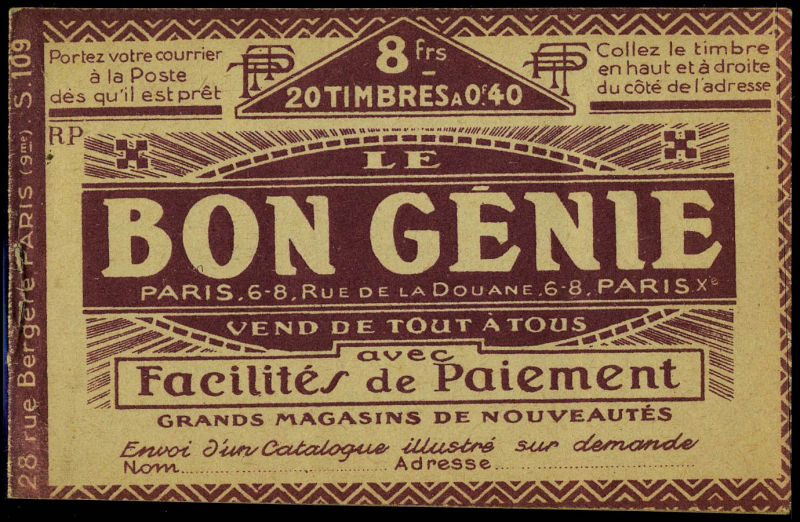 28 rue Bergère PARIS (9me) S.109
Portez votre courrier
à la Poste
dès qu'il est prêt
8 frs
20 TIMBRES A 0f.40
Collez le timbre
en haut et à droite
du côté de l'adresse
PTT
PTT
RP
LE
BON GÉNIE
PARIS, 6-8, RUE DE LA DOUANE, 6-8, PARIS Xe
VEND DE TOUT À TOUS
avec
Facilités de Paiement
GRANDS MAGASINS DE NOUVEAUTÉS
Envoi d'un Catalogue illustré sur demande
Nom.................... Adresse.........................